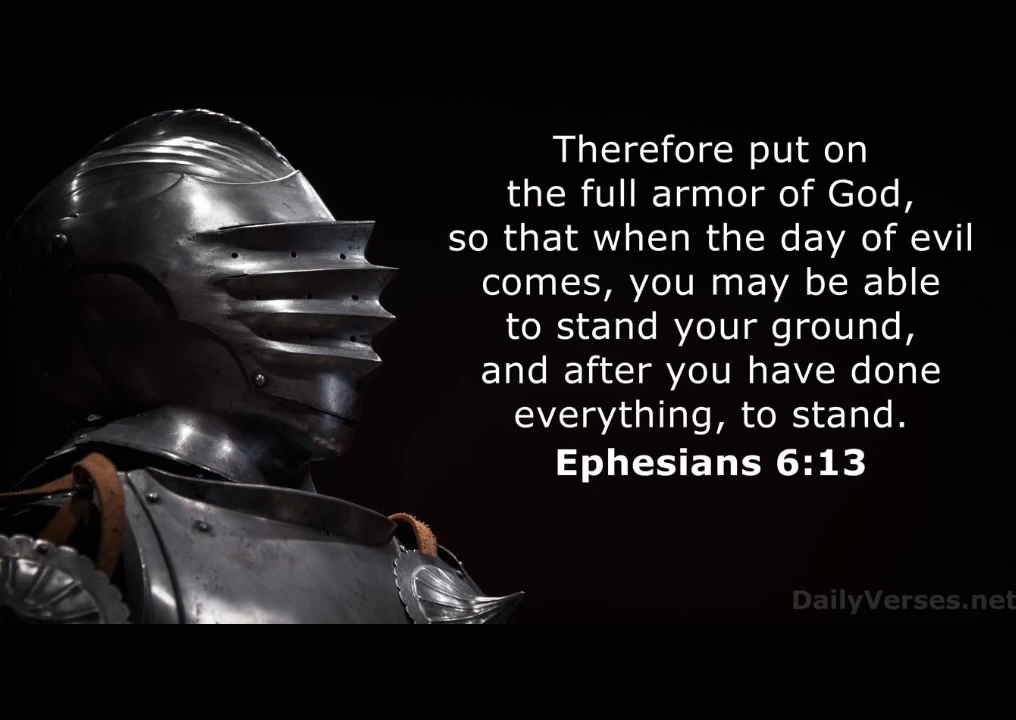 Therefore put on
the full armor of God,
so that when the day of evil
comes, you may be able
to stand your ground,
and after you have done
everything, to stand.
Ephesians 6:13
DailyVerses.net